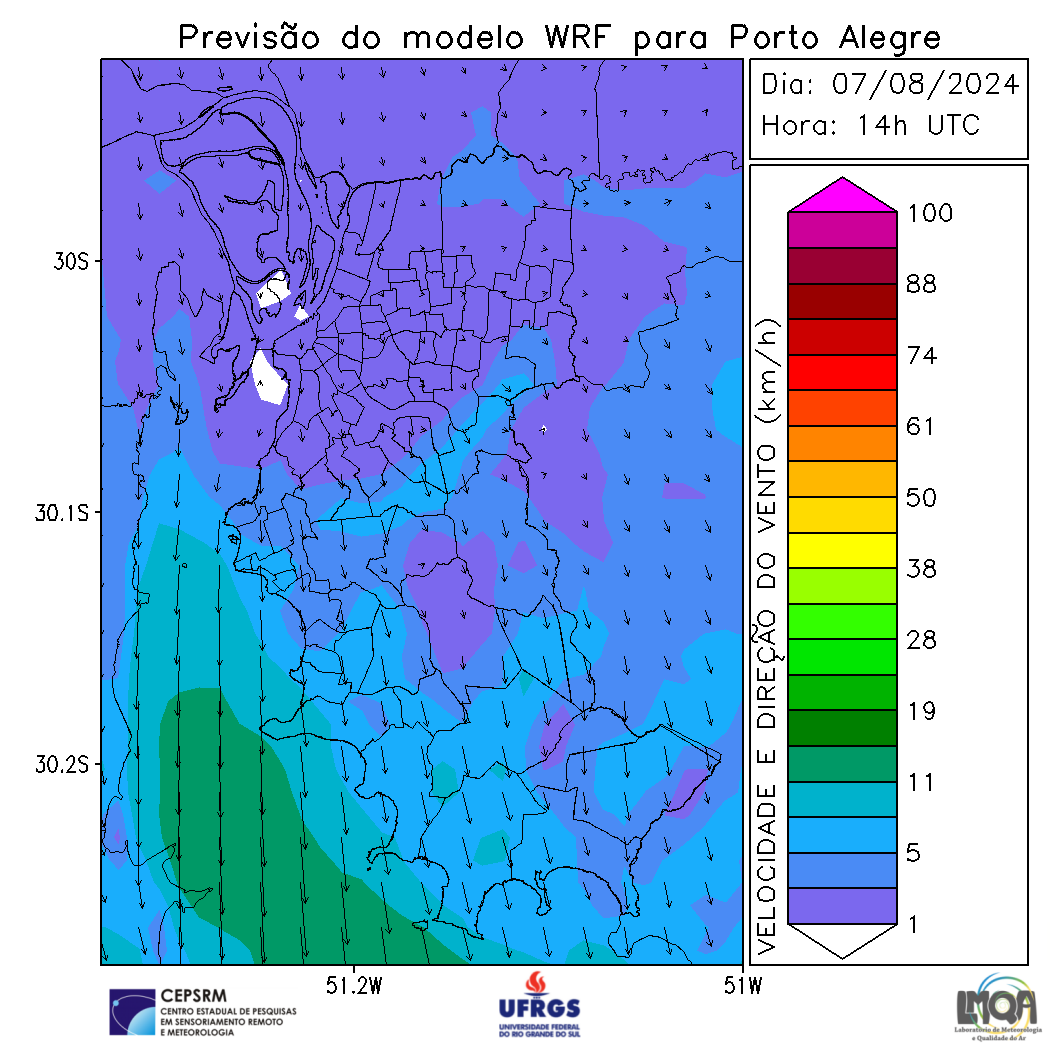 Previsão do modelo WRF para Porto Alegre
Dia: 07/08/2024
Hora: 14h UTC
30S
30.1S
30.2S
51.2W
51W
VELOCIDADE E DIREÇÃO DO VENTO (km/h)
100
88
74
61
50
38
28
19
11
5
1
CEPSRM
CENTRO ESTADUAL DE PESQUISAS
EM SENSORIAMENTO REMOTO
E METEOROLOGIA
UFRGS
UNIVERSIDADE FEDERAL
DO RIO GRANDE DO SUL
LMQA
Laboratório de Meteorologia
e Qualidade do Ar